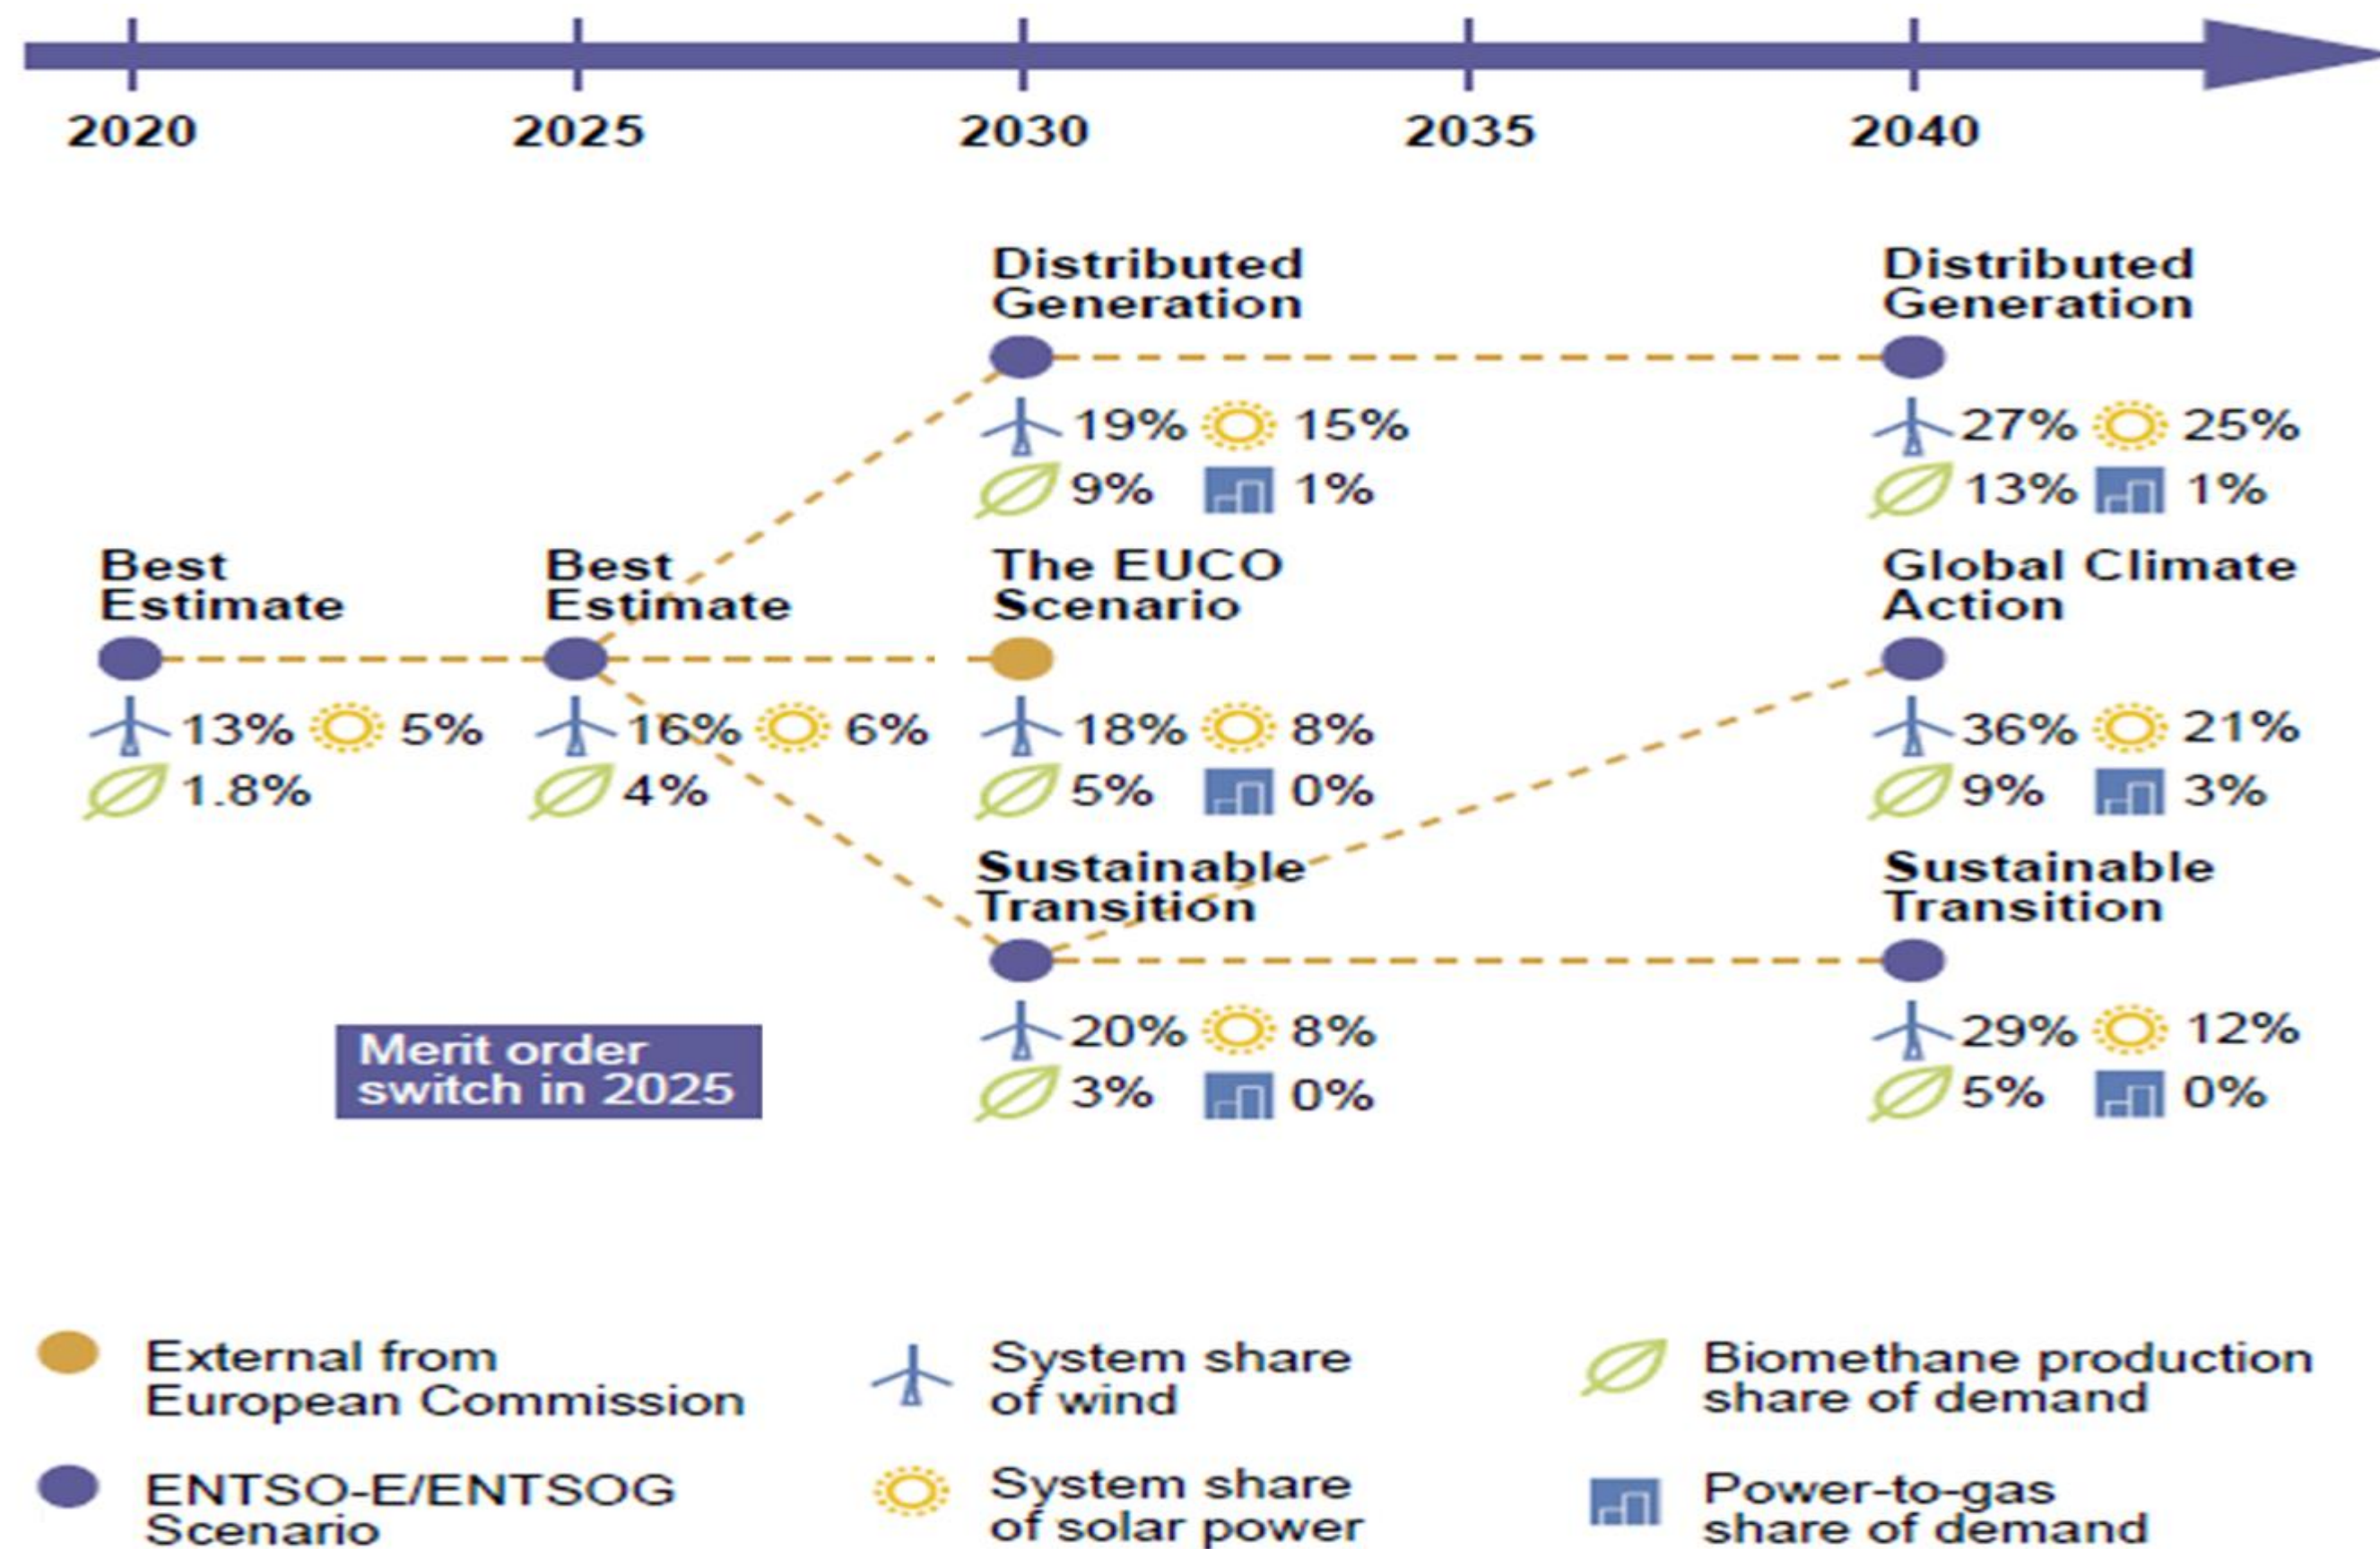 2020 2025 2030 2035 2040
Distributed
Generation
19% 15%
9% 1%
Distributed
Generation
27% 25%
13% 1%
Best
Estimate
13% 5%
1.8%
Best
Estimate
16% 6%
4%
The EUCO
Scenario
18% 8%
5% 0%
Global Climate
Action
36% 21%
9% 3%
Sustainable
Transition
20% 8%
3% 0%
Sustainable
Transition
29% 12%
5% 0%
Merit order
switch in 2025
External from
European Commission
ENTSO-E/ENTSOG
Scenario
System share
of wind
System share
of solar power
Biomethane production
share of demand
Power-to-gas
share of demand